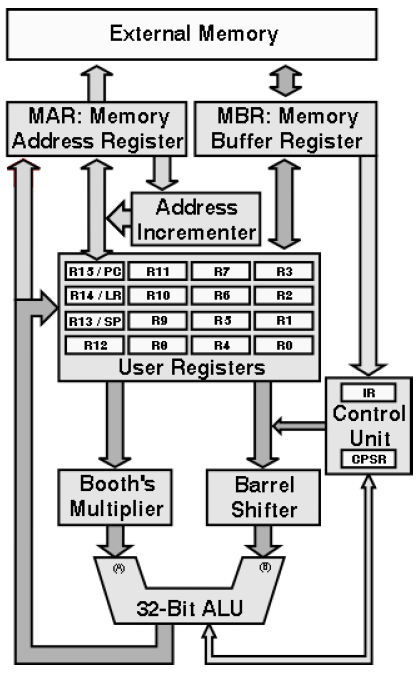 External Memory
MAR: Memory
Address Register
MBR: Memory
Buffer Register
Address
Incrementer
R15 / PC R11 R7 R3
R14 / LR R10 R6 R2
R13 / SP R9 R5 R1
R12 R8 R4 R0
User Registers
IR
Control
Unit
CPSR
Booth's
Multiplier
Barrel
Shifter
(A) (B)
32-Bit ALU